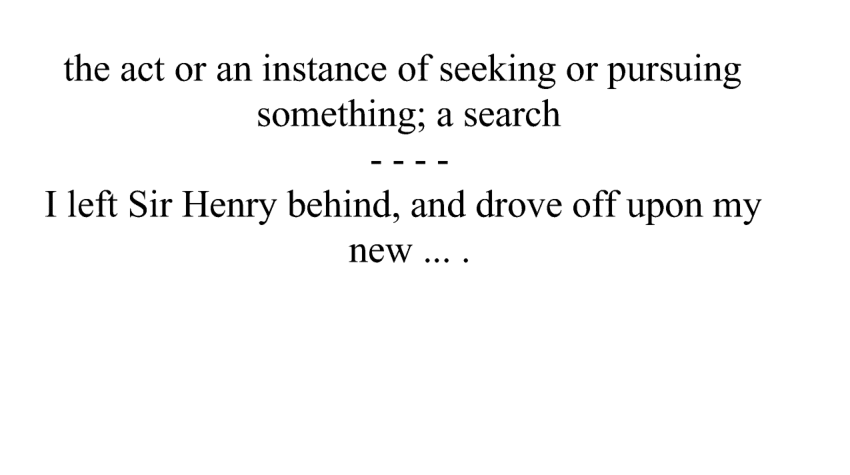 the act or an instance of seeking or pursuing
something; a search
- - - -
I left Sir Henry behind, and drove off upon my
new ... .